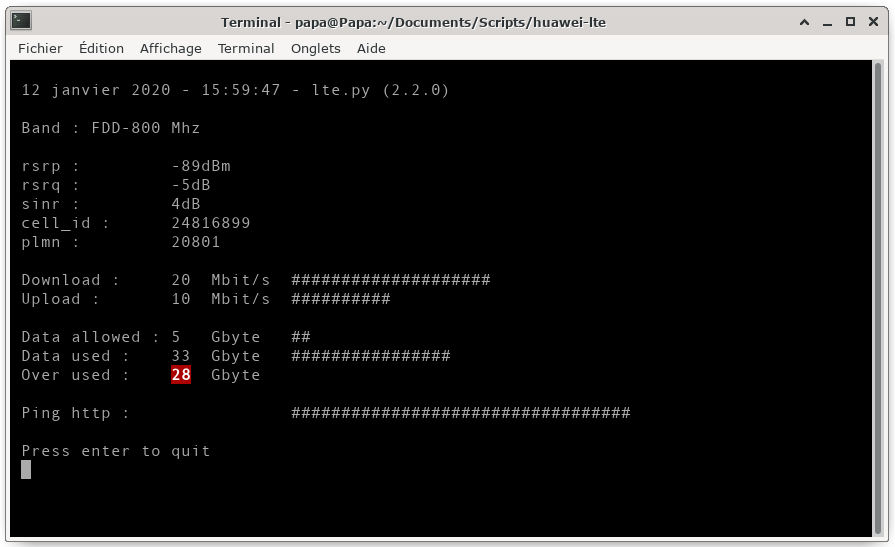 Terminal - papa@Papa:~/Documents/Scripts/huawei-lte
Fichier Édition Affichage Terminal Onglets Aide
12 janvier 2020 - 15:59:47 - lte.py (2.2.0)
Band : FDD-800 Mhz
rsrp : -89dBm
rsrq : -5dB
sinr : 4dB
cell_id : 24816899
plmn : 20801
Download : 20 Mbit/s ####################
Upload : 10 Mbit/s ##########
Data allowed : 5 Gbyte ##
Data used : 33 Gbyte ################
Over used : 28 Gbyte
Ping http : ##################################
Press enter to quit